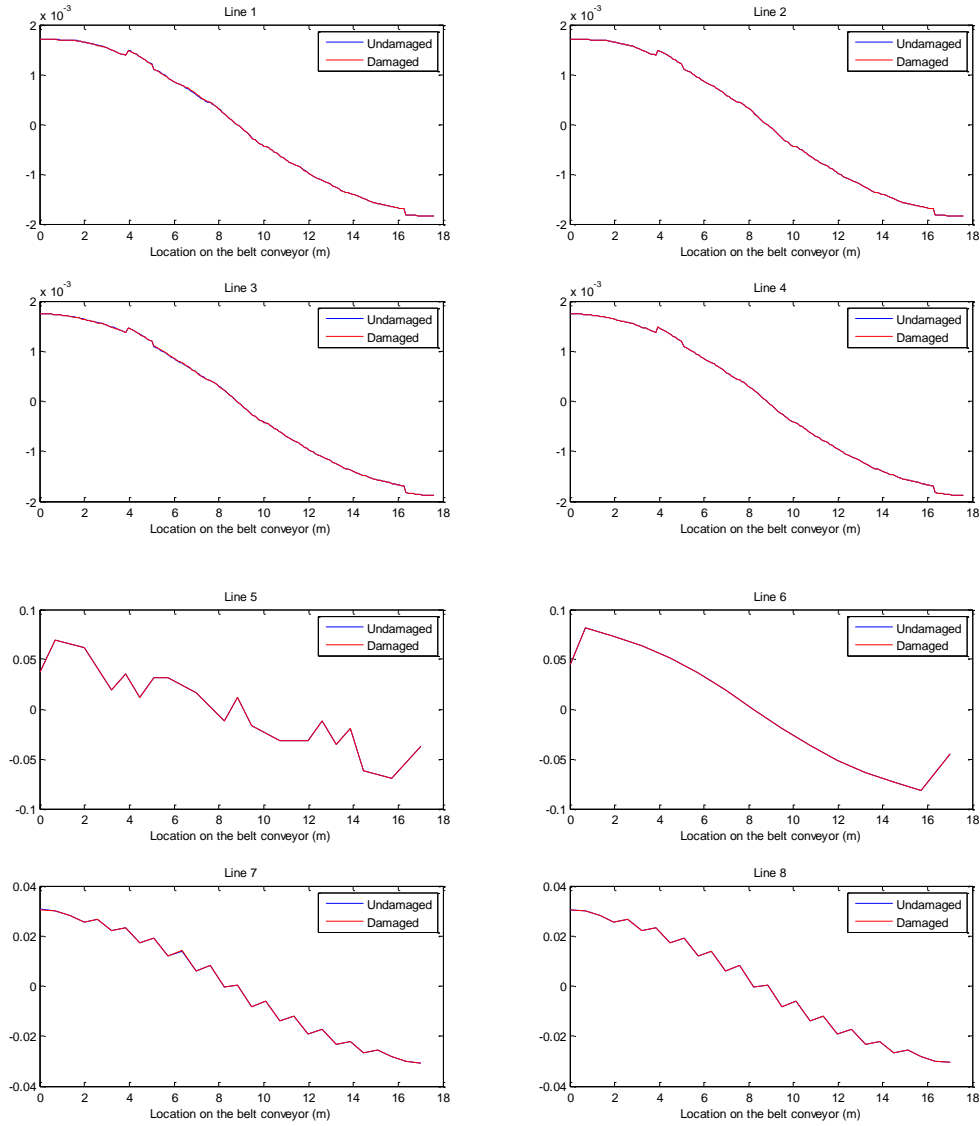 Line 1
x 10-3
Undamaged
Damaged
2
1
0
-1
-2
0 2 4 6 8 10 12 14 16 18
Location on the belt conveyor (m)
Line 2
x 10-3
Undamaged
Damaged
2
1
0
-1
-2
0 2 4 6 8 10 12 14 16 18
Location on the belt conveyor (m)
Line 3
x 10-3
Undamaged
Damaged
2
1
0
-1
-2
0 2 4 6 8 10 12 14 16 18
Location on the belt conveyor (m)
Line 4
x 10-3
Undamaged
Damaged
2
1
0
-1
-2
0 2 4 6 8 10 12 14 16 18
Location on the belt conveyor (m)
Line 5
Undamaged
Damaged
0.1
0.05
0
-0.05
-0.1
0 2 4 6 8 10 12 14 16 18
Location on the belt conveyor (m)
Line 6
Undamaged
Damaged
0.1
0.05
0
-0.05
-0.1
0 2 4 6 8 10 12 14 16 18
Location on the belt conveyor (m)
Line 7
Undamaged
Damaged
0.04
0.02
0
-0.02
-0.04
0 2 4 6 8 10 12 14 16 18
Location on the belt conveyor (m)
Line 8
Undamaged
Damaged
0.04
0.02
0
-0.02
-0.04
0 2 4 6 8 10 12 14 16 18
Location on the belt conveyor (m)